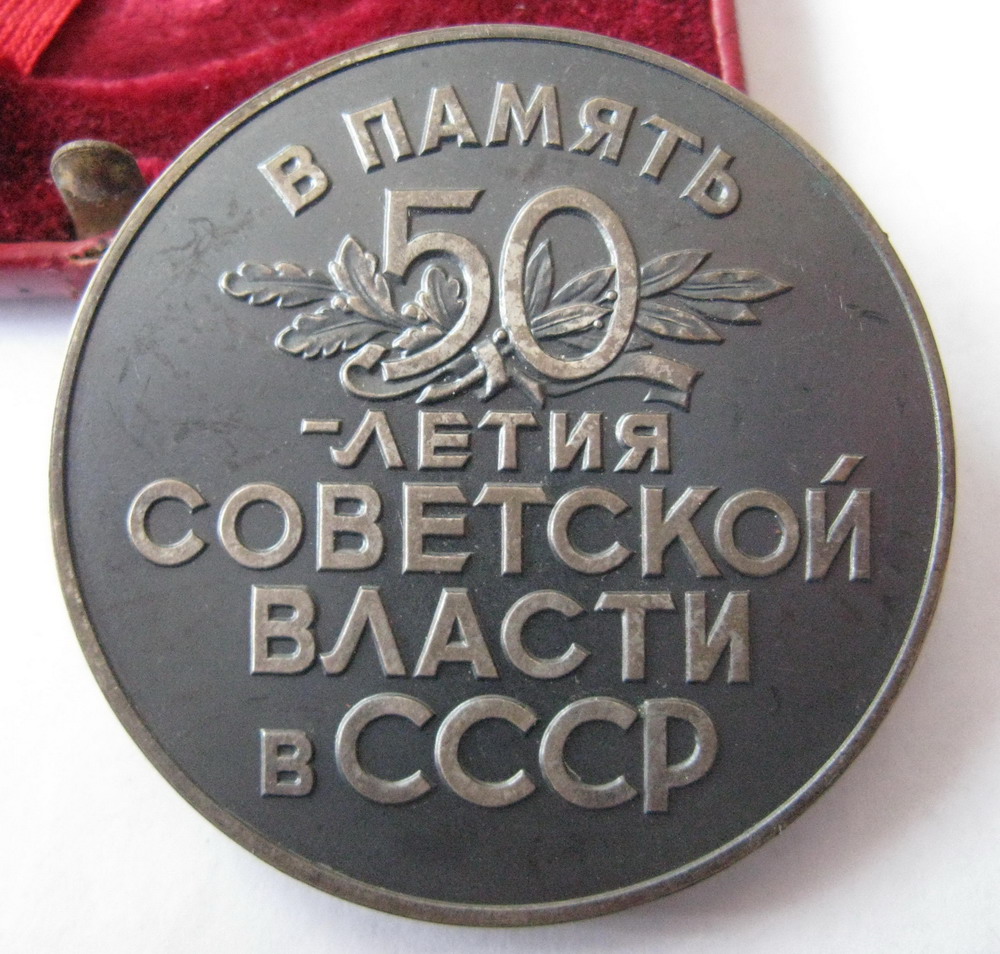 В ПАМЯТЬ
50
-ЛЕТИЯ
СОВЕТСКОЙ
ВЛАСТИ
в СССР